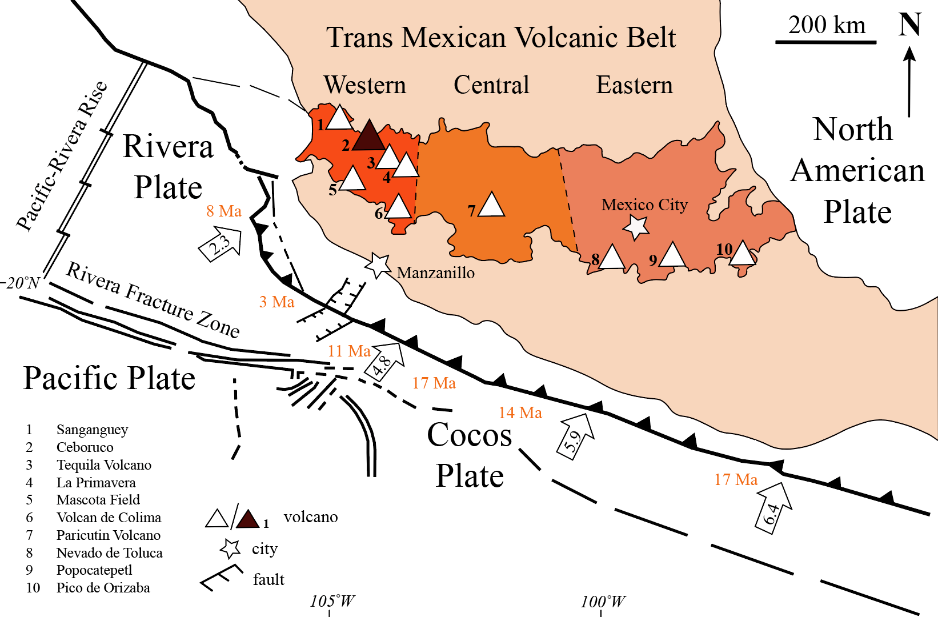 200 km
N
Trans Mexican Volcanic Belt
Western
Central
Eastern
North
American
Plate
Pacific-Rivera Rise
Rivera
Plate
1
2
3
4
5
6
7
8
9
10
Mexico City
Manzanillo
8 Ma
2.3
~20°N
Rivera Fracture Zone
3 Ma
11 Ma
4.8
17 Ma
14 Ma
5.9
17 Ma
6.4
Pacific Plate
Cocos
Plate
1 Sanganguey
2 Ceboruco
3 Tequila Volcano
4 La Primavera
5 Mascota Field
6 Volcan de Colima
7 Paricutin Volcano
8 Nevado de Toluca
9 Popocatepetl
10 Pico de Orizaba
1 volcano
city
fault
105°W
100°W